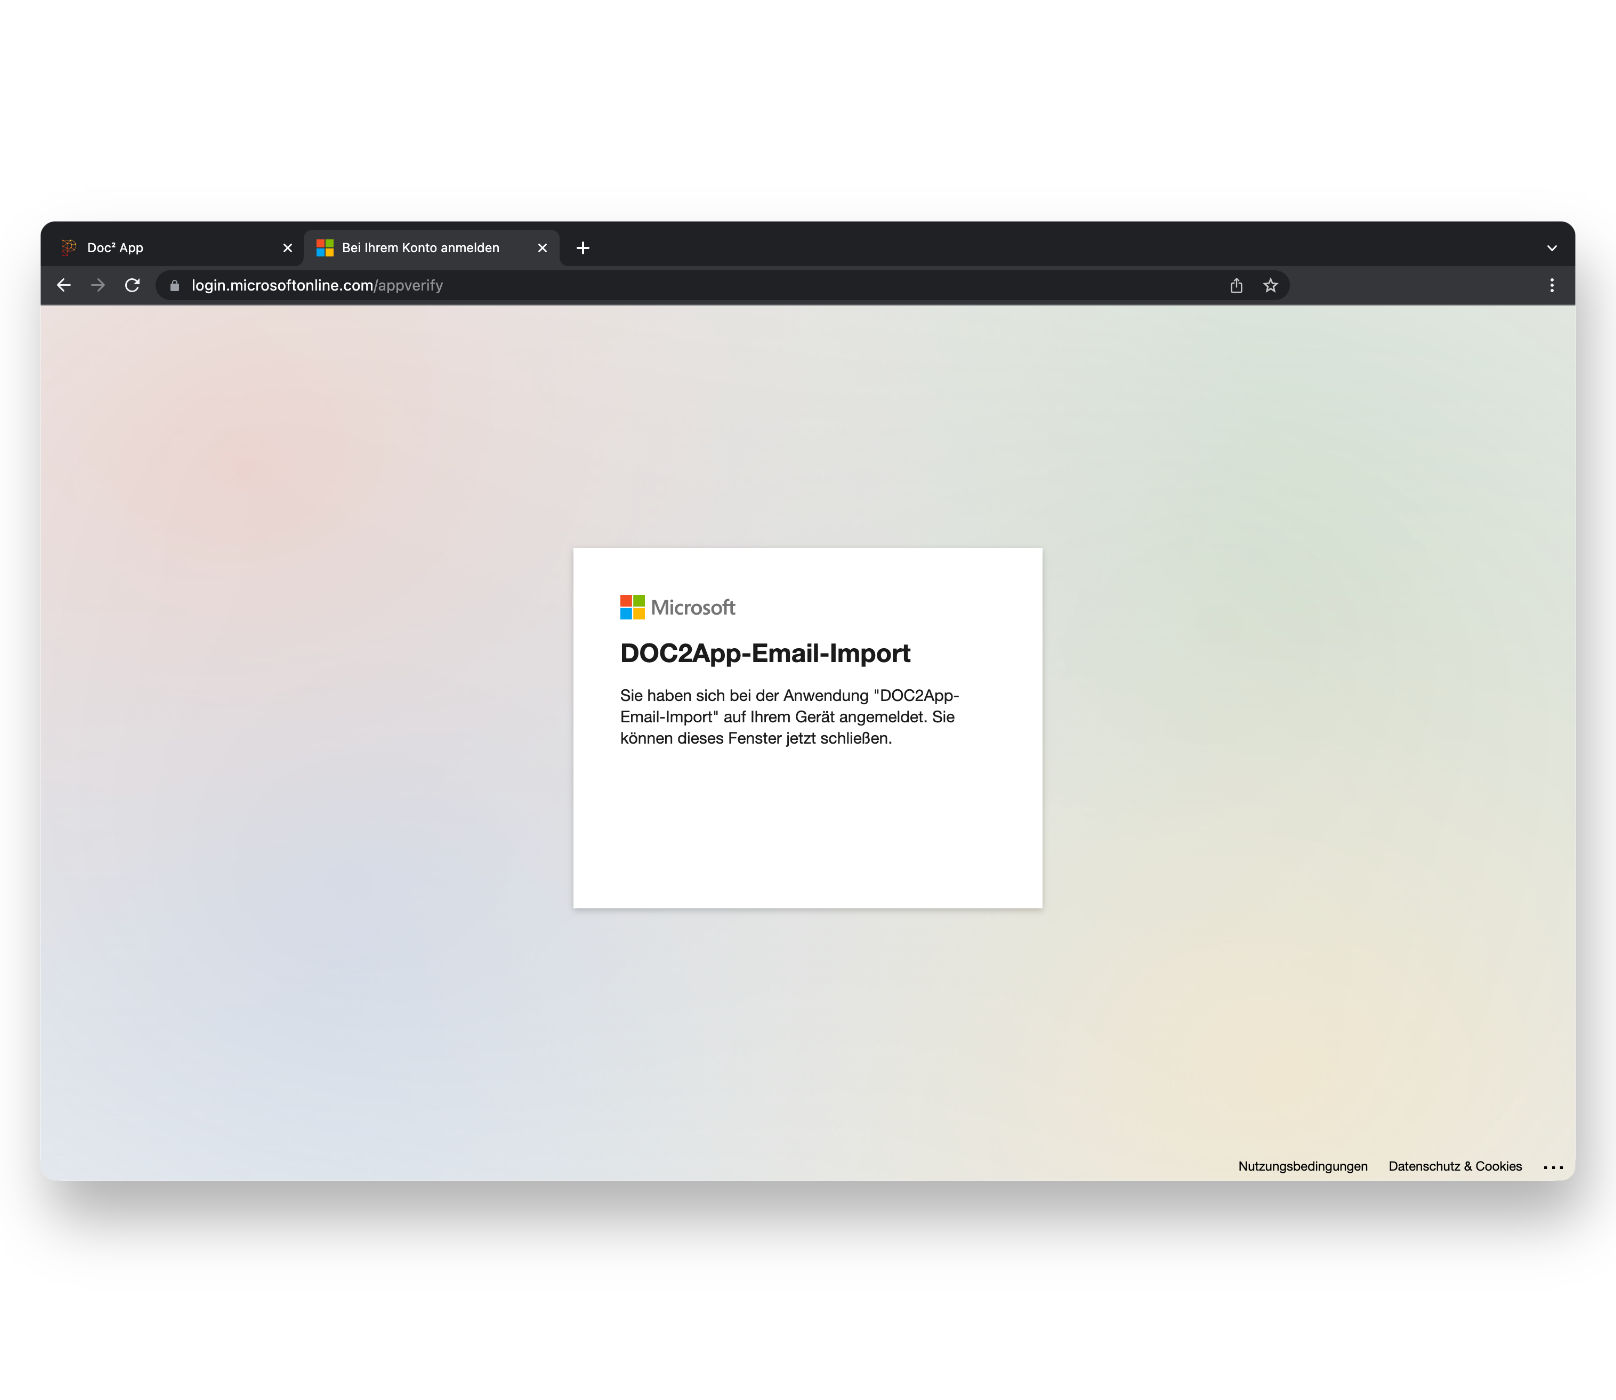 Doc² App
Bei Ihrem Konto anmelden
login.microsoftonline.com/appverify
Microsoft
DOC2App-Email-Import
Sie haben sich bei der Anwendung "DOC2App-
Email-Import" auf Ihrem Gerät angemeldet. Sie
können dieses Fenster jetzt schließen.
Nutzungsbedingungen Datenschutz & Cookies